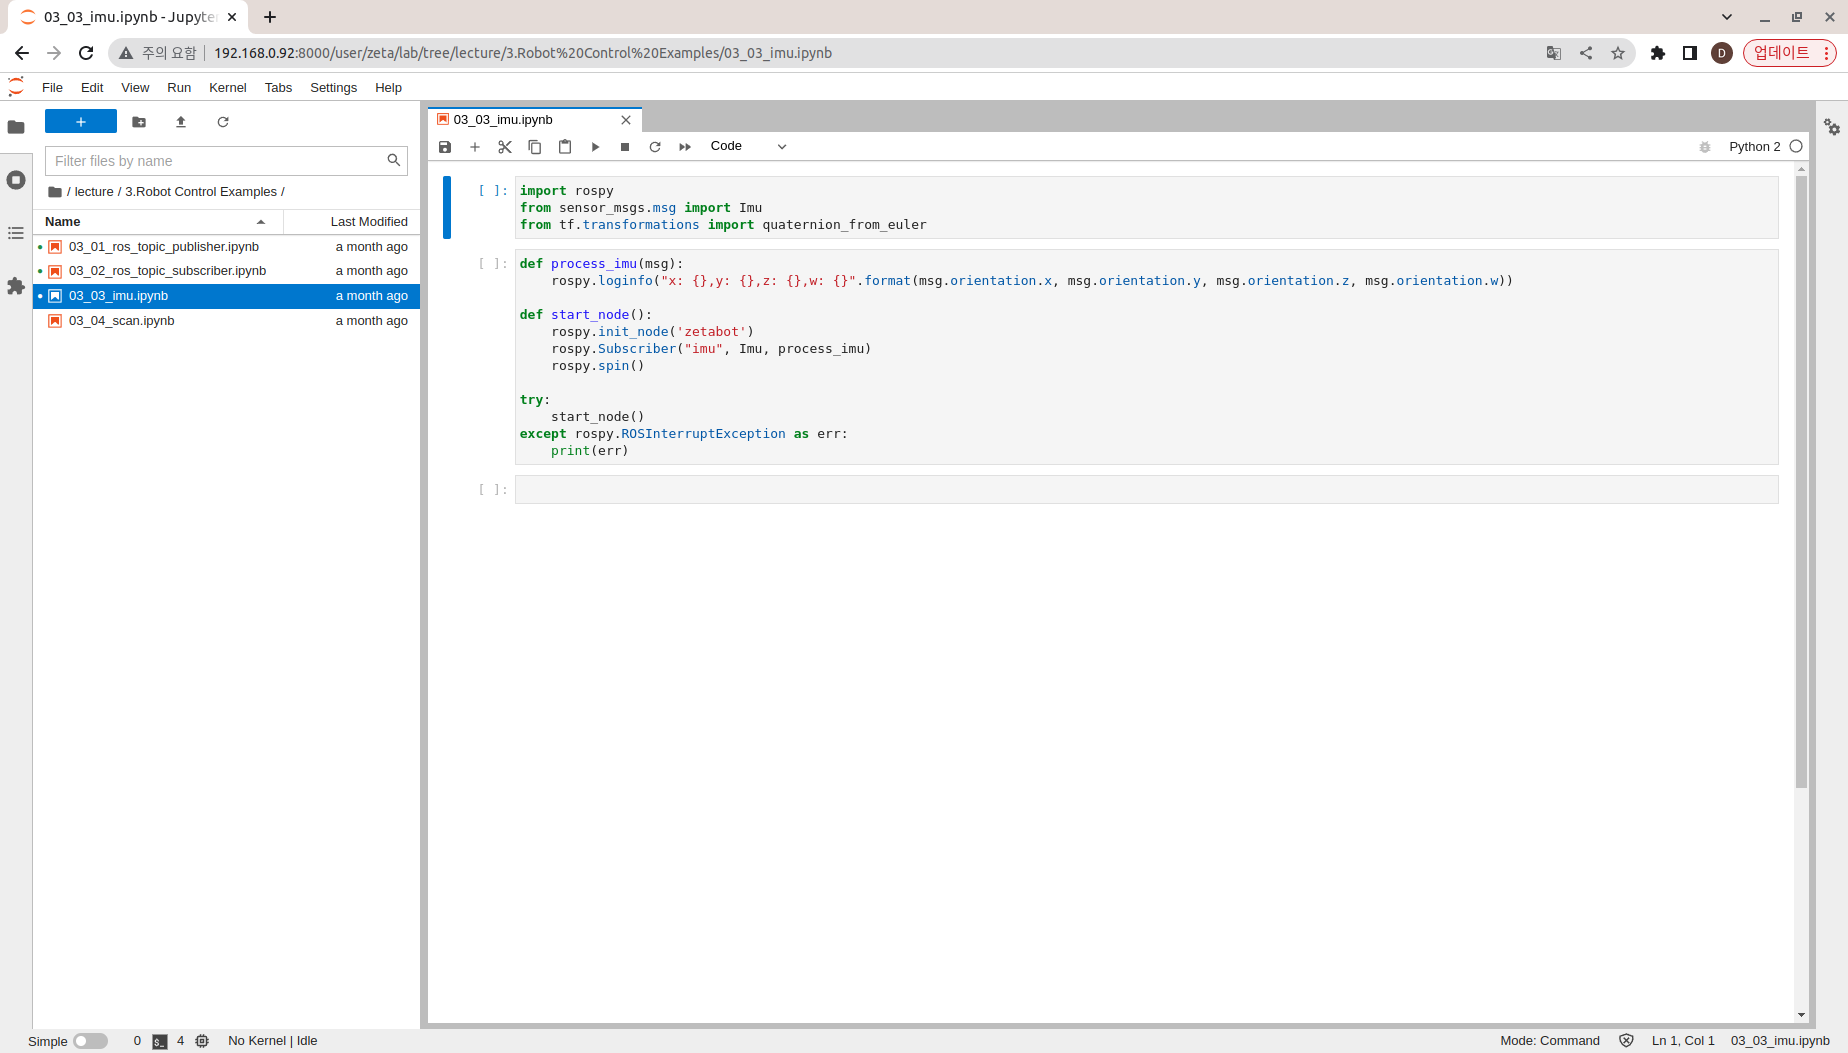 03_03_imu.ipynb - Jupyte
주의 요함 192.168.0.92:8000/user/zeta/lab/tree/lecture/3.Robot%20Control%20Examples/03_03_imu.ipynb
D
업데이트
File Edit View Run Kernel Tabs Settings Help
Filter files by name
/ lecture / 3.Robot Control Examples /
Name Last Modified
03_01_ros_topic_publisher.ipynb a month ago
03_02_ros_topic_subscriber.ipynb a month ago
03_03_imu.ipynb a month ago
03_04_scan.ipynb a month ago
03_03_imu.ipynb
Code
Python 2
[ ]: import rospy
from sensor_msgs.msg import Imu
from tf.transformations import quaternion_from_euler
[ ]: def process_imu(msg):
    rospy.loginfo("x: {},y: {},z: {},w: {}".format(msg.orientation.x, msg.orientation.y, msg.orientation.z, msg.orientation.w))
def start_node():
    rospy.init_node('zetabot')
    rospy.Subscriber("imu", Imu, process_imu)
    rospy.spin()
try:
    start_node()
except rospy.ROSInterruptException as err:
    print(err)
[ ]:
Simple 0 $_ 4 No Kernel | Idle
Mode: Command Ln 1, Col 1 03_03_imu.ipynb